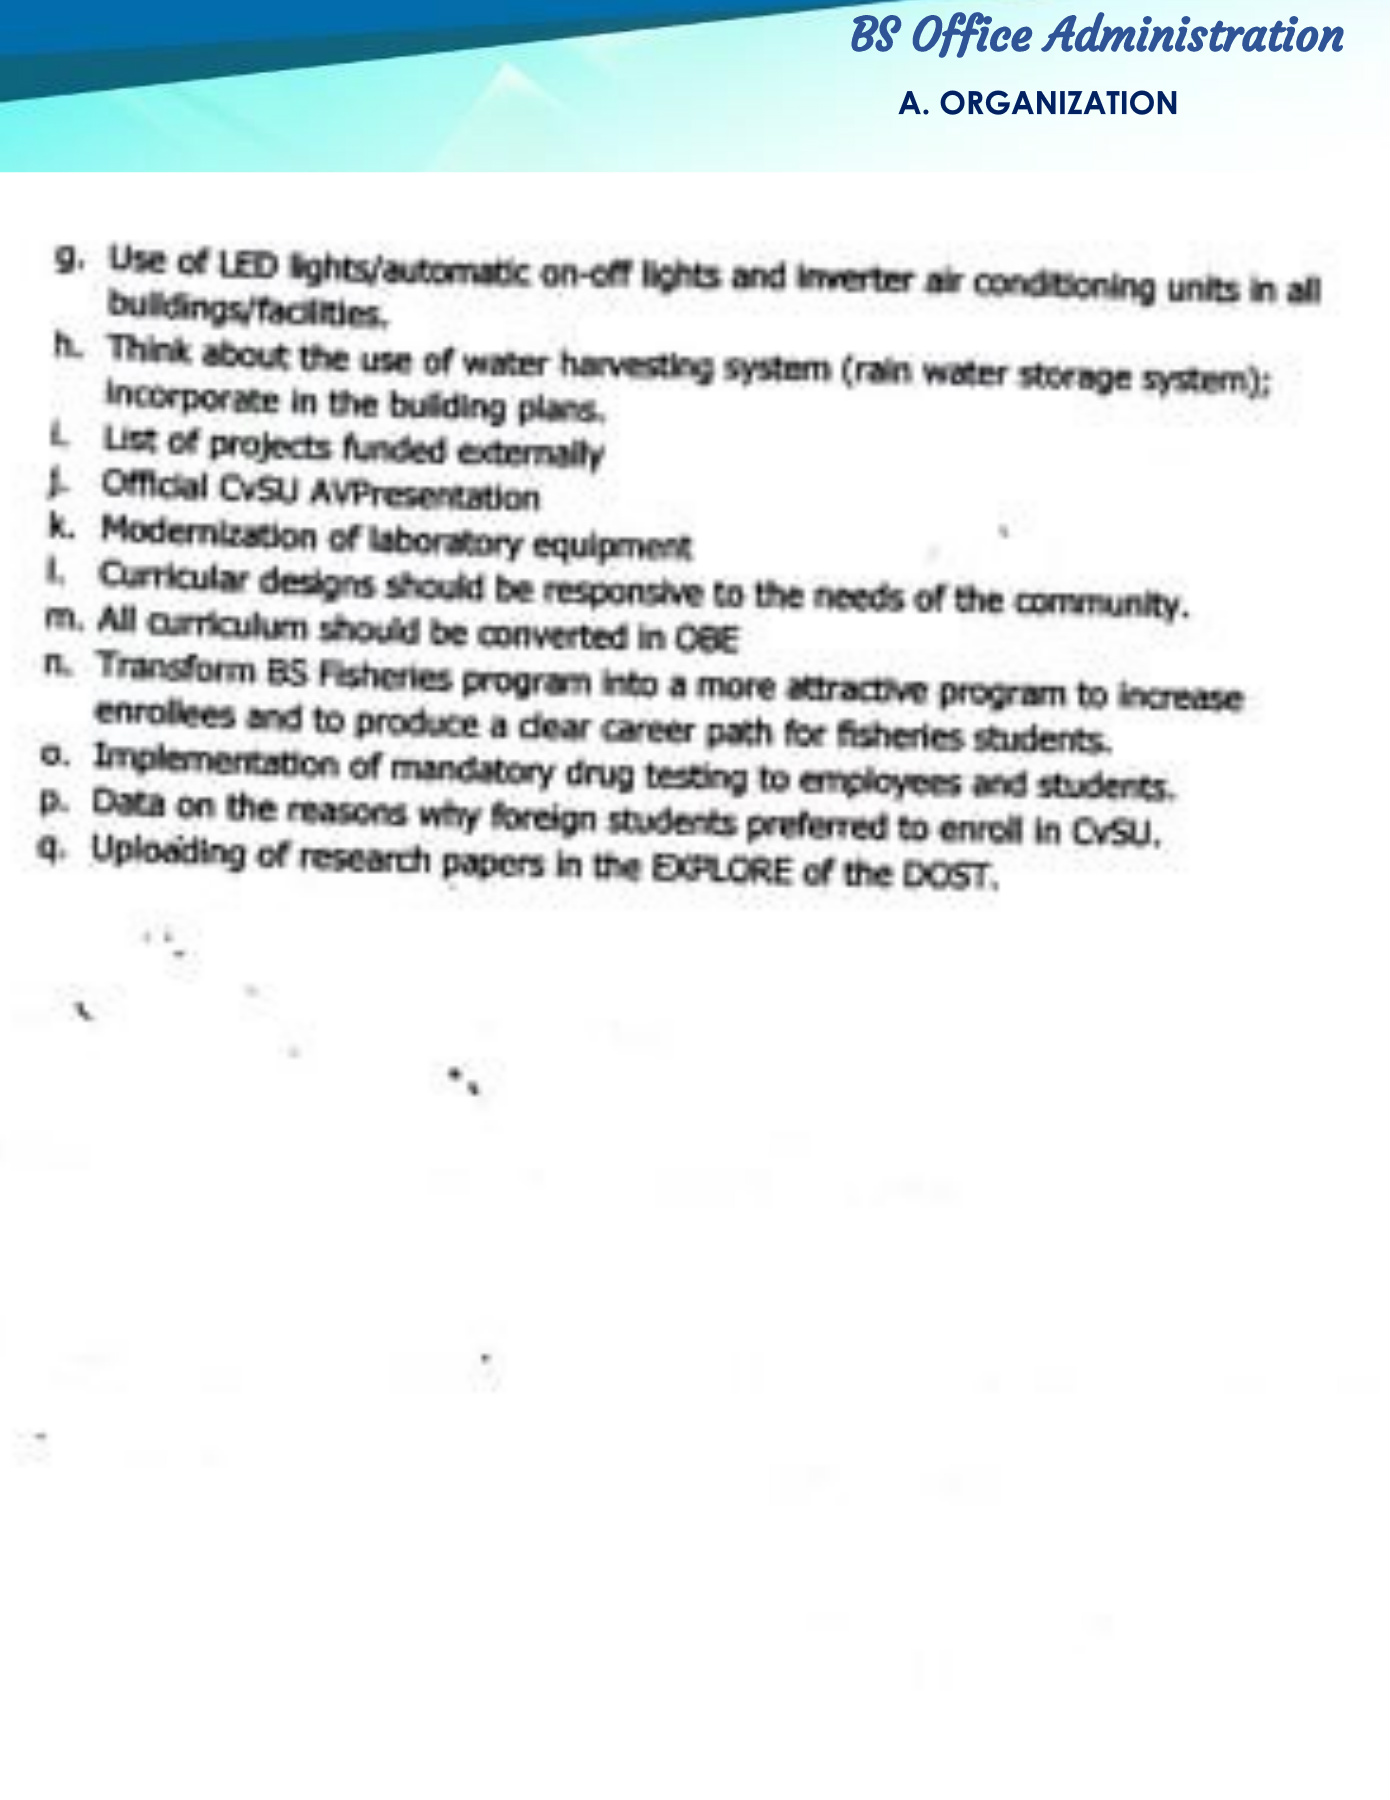 BS Office Administration
A. ORGANIZATION
g. Use of LED lights/automatic on-off lights and inverter air conditioning units in all
buildings/facilities.
h. Think about the use of water harvesting system (rain water storage system);
incorporate in the building plans.
i. List of projects funded externally
j. Official CvSU AVPresentation
k. Modernization of laboratory equipment
l. Curricular designs should be responsive to the needs of the community.
m. All curriculum should be converted in OBE
n. Transform BS Fisheries program into a more attractive program to increase
enrollees and to produce a clear career path for fisheries students.
o. Implementation of mandatory drug testing to employees and students.
p. Data on the reasons why foreign students preferred to enroll in CvSU.
q. Uploading of research papers in the EXPLORE of the DOST.